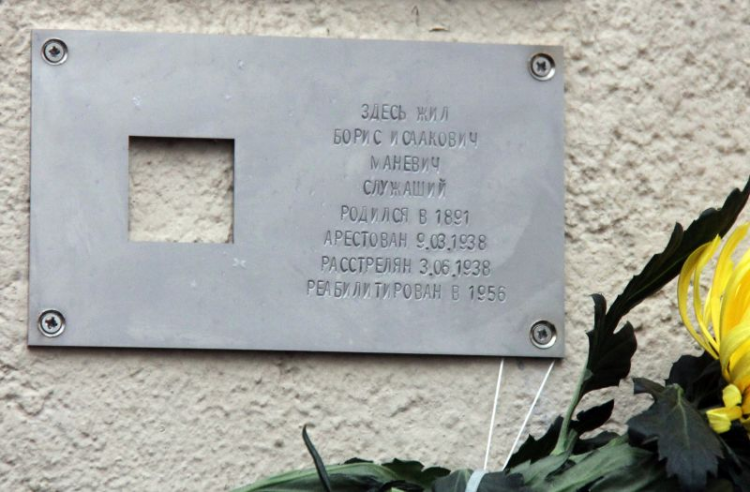 ЗДЕСЬ ЖИЛ
БОРИС ИСААКОВИЧ
МАНЕВИЧ
СЛУЖАЩИЙ
РОДИЛСЯ В 1891
АРЕСТОВАН 9.03.1938
РАССТРЕЛЯН 3.06.1938
РЕАБИЛИТИРОВАН В 1956